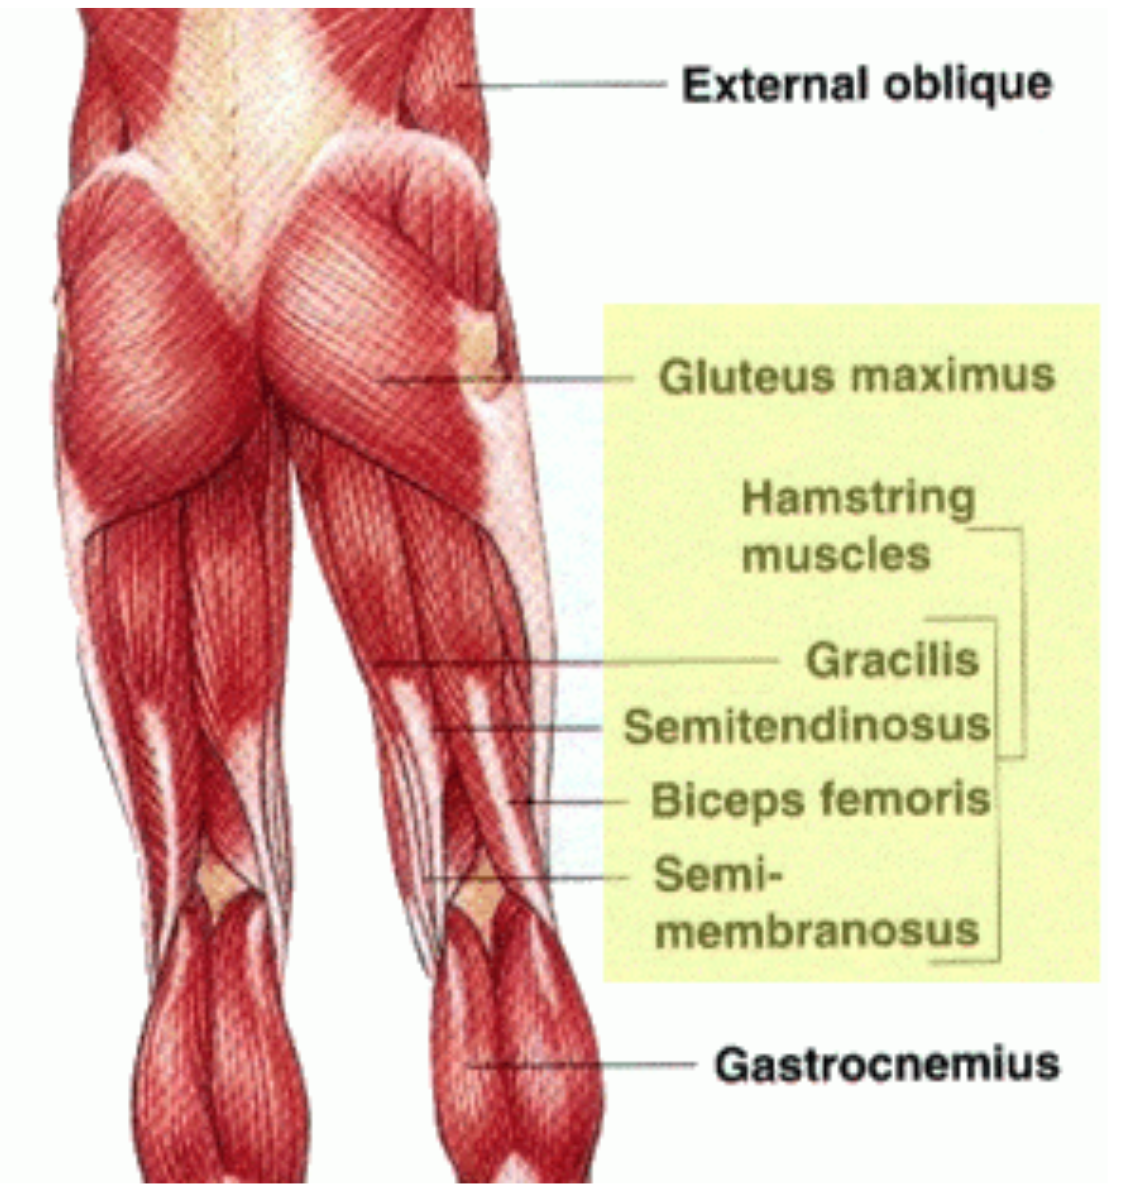 External oblique
Gluteus maximus
Hamstring
muscles
Gracilis
Semitendinosus
Biceps femoris
Semi-
membranosus
Gastrocnemius